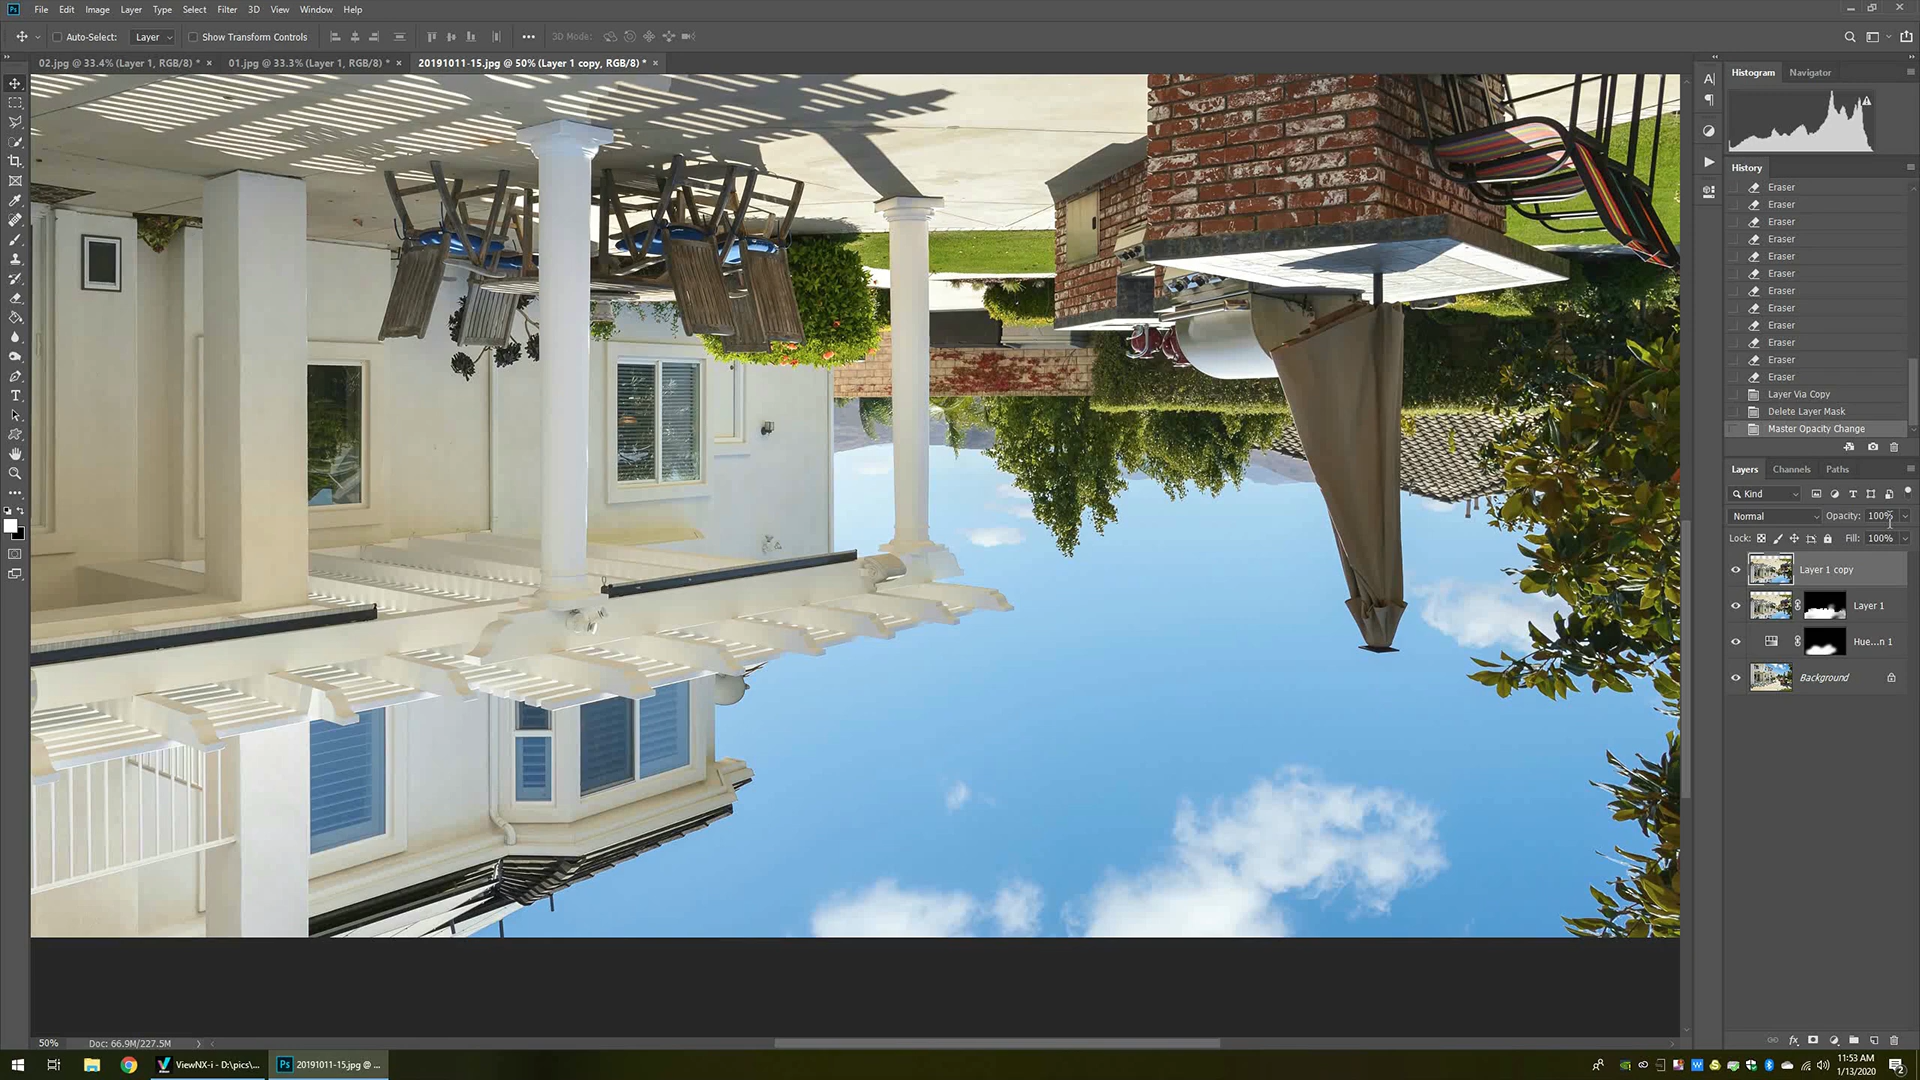 Ps File Edit Image Layer Type Select Filter 3D View Window Help
Auto-Select: Layer Show Transform Controls 3D Mode:
02.jpg @ 33.4% (Layer 1, RGB/8) * × 01.jpg @ 33.3% (Layer 1, RGB/8) * × 20191011-15.jpg @ 50% (Layer 1 copy, RGB/8) * ×
Histogram Navigator
History
Eraser
Eraser
Eraser
Eraser
Eraser
Eraser
Eraser
Eraser
Eraser
Eraser
Eraser
Eraser
Layer Via Copy
Delete Layer Mask
Master Opacity Change
Layers Channels Paths
Kind
Normal Opacity: 100%
Lock: Fill: 100%
Layer 1 copy
Layer 1
Hue...n 1
Background
50% Doc: 66.9M/227.5M
ViewNX-i - D:\pics\... Ps 20191011-15.jpg @ ...
11:53 AM
1/13/2020